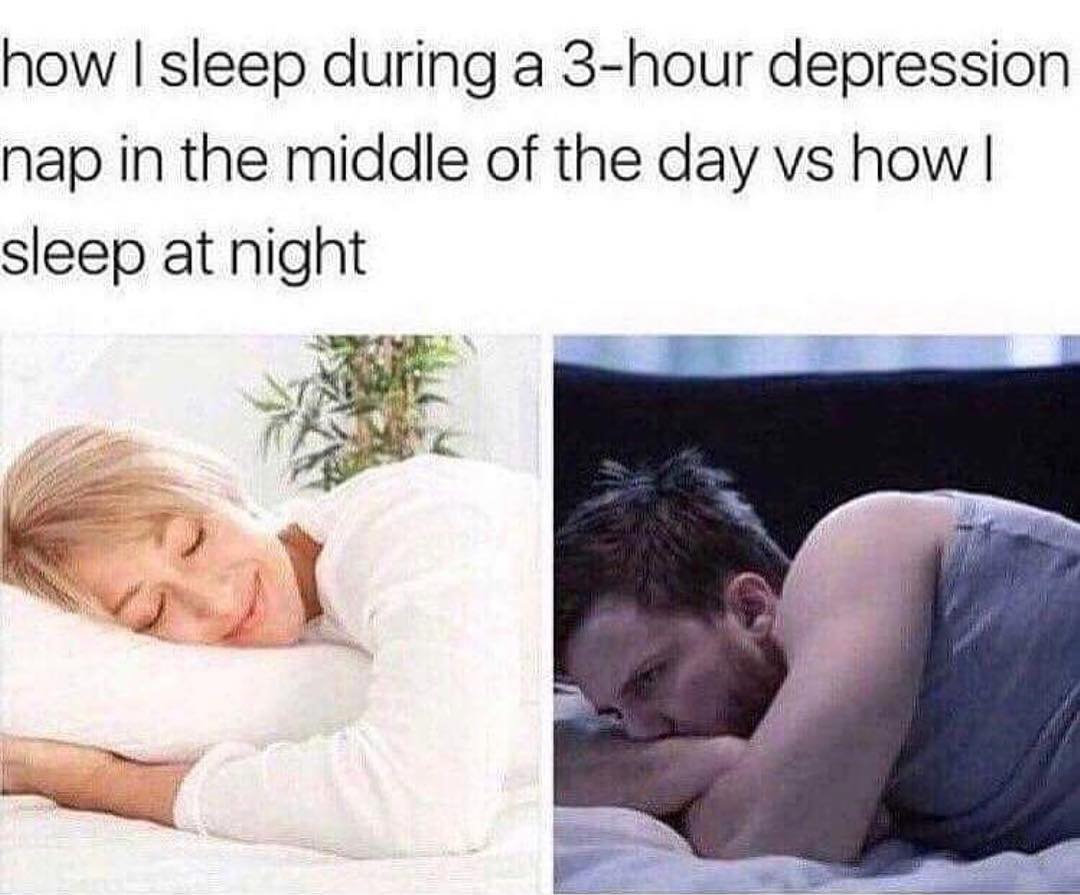 how I sleep during a 3-hour depression
nap in the middle of the day vs how I
sleep at night